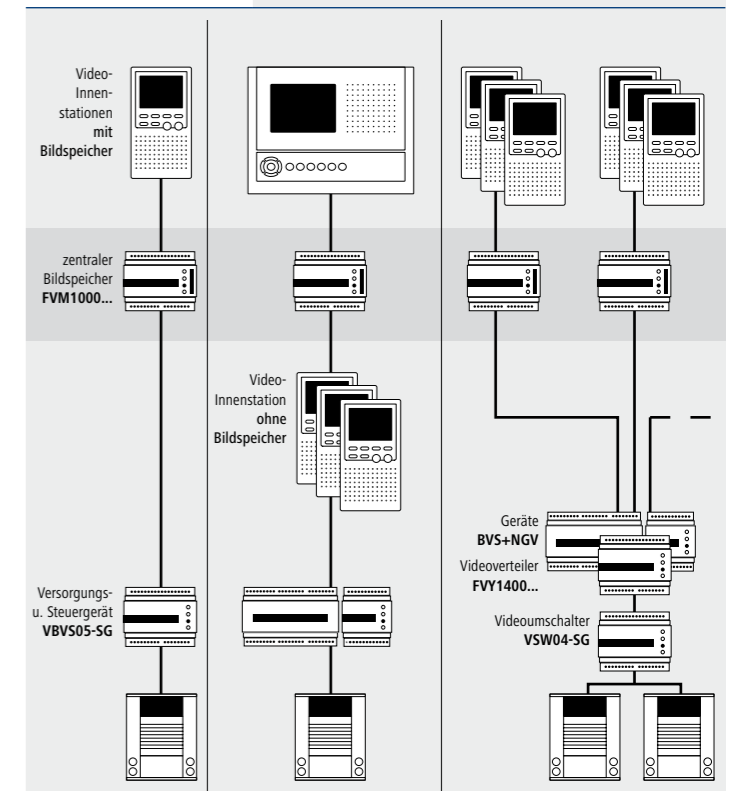 Video-
Innen-
stationen
mit
Bildspeicher
zentraler
Bildspeicher
FVM1000...
Video-
Innenstation
ohne
Bildspeicher
Geräte
BVS+NGV
Videoverteiler
FVY1400...
Versorgungs-
u. Steuergerät
VBVS05-SG
Videoumschalter
VSW04-SG